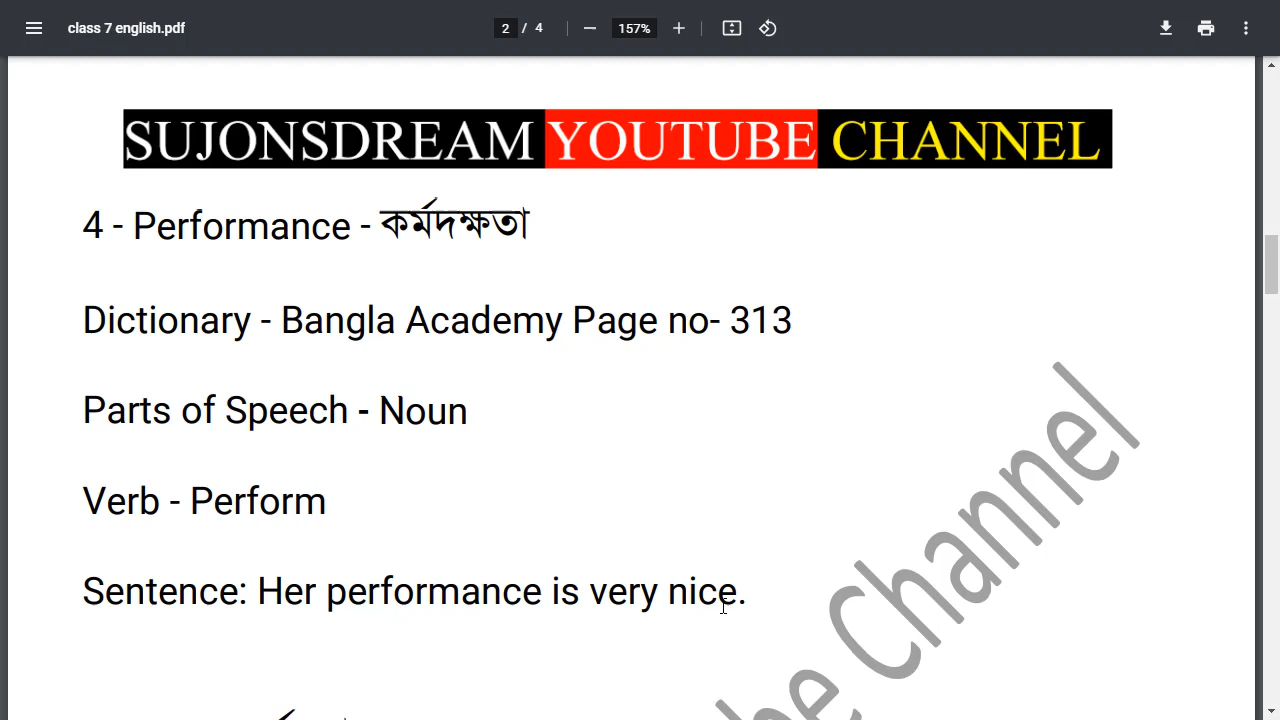 class 7 english.pdf
2 / 4
157%
SUJONSDREAM YOUTUBE CHANNEL
4 - Performance - কর্মদক্ষতা
Dictionary - Bangla Academy Page no- 313
Parts of Speech - Noun
Verb - Perform
Sentence: Her performance is very nice.
be Channel